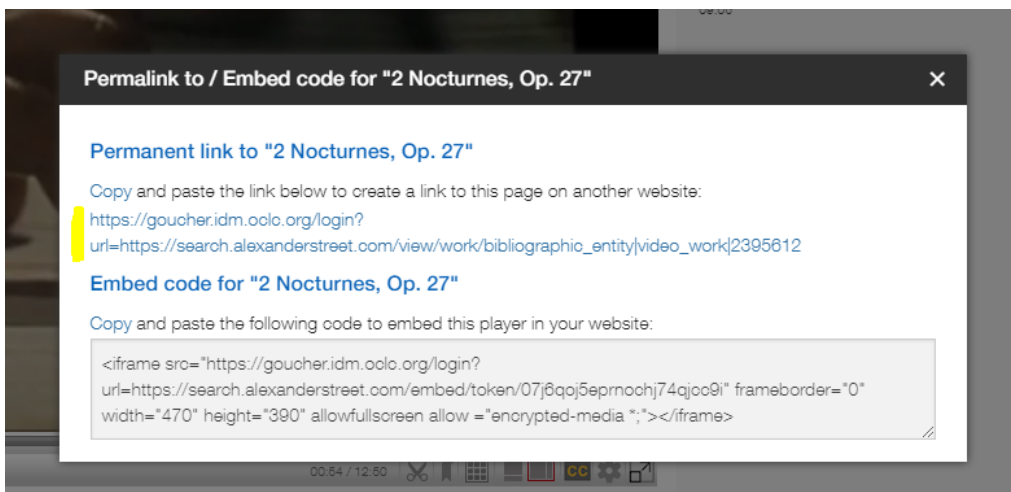 09:00
Permalink to / Embed code for "2 Nocturnes, Op. 27"
Permanent link to "2 Nocturnes, Op. 27"
Copy and paste the link below to create a link to this page on another website:
https://goucher.idm.oclc.org/login?
url=https://search.alexanderstreet.com/view/work/bibliographic_entity|video_work|2395612
Embed code for "2 Nocturnes, Op. 27"
Copy and paste the following code to embed this player in your website:
<iframe src="https://goucher.idm.oclc.org/login?
url=https://search.alexanderstreet.com/embed/token/07j6qoj5eprnochj74qjcc9i" frameborder="0"
width="470" height="390" allowfullscreen allow ="encrypted-media *;"></iframe>
00:54 / 12:50 CC